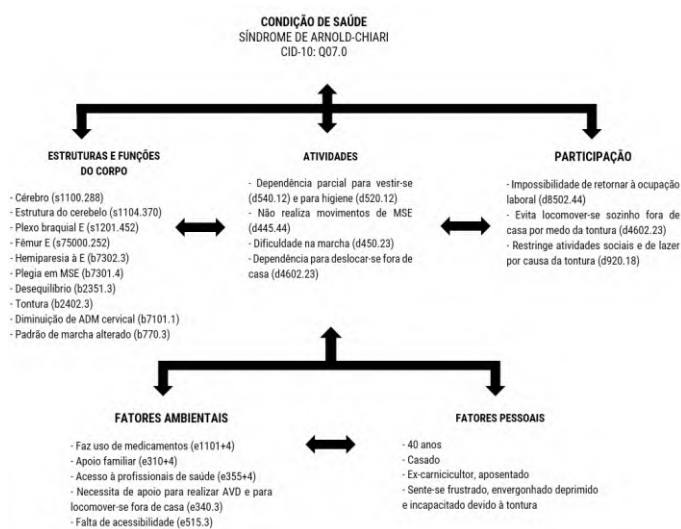 CONDIÇÃO DE SAÚDE
SÍNDROME DE ARNOLD-CHIARI
CID-10: Q07.0
ESTRUTURAS E FUNÇÕES
DO CORPO
- Cérebro (s1100.288)
- Estrutura do cerebelo (s1104.370)
- Plexo braquial E (s1201.452)
- Fêmur E (s75000.252)
- Hemiparesia à E (b7302.3)
- Plegia em MSE (b7301.4)
- Desequilíbrio (b2351.3)
- Tontura (b2402.3)
- Diminuição de ADM cervical (b7101.1)
- Padrão de marcha alterado (b770.3)
ATIVIDADES
- Dependência parcial para vestir-se
(d540.12) e para higiene (d520.12)
- Não realiza movimentos de MSE
(d445.44)
- Dificuldade na marcha (d450.23)
- Dependência para deslocar-se fora de
casa (d4602.23)
PARTICIPAÇÃO
- Impossibilidade de retornar à ocupação
laboral (d8502.44)
- Evita locomover-se sozinho fora de
casa por medo da tontura (d4602.23)
- Restringe atividades sociais e de lazer
por causa da tontura (d920.18)
FATORES AMBIENTAIS
- Faz uso de medicamentos (e1101+4)
- Apoio familiar (e310+4)
- Acesso à profissionais de saúde (e355+4)
- Necessita de apoio para realizar AVD e para
locomover-se fora de casa (e340.3)
- Falta de acessibilidade (e515.3)
FATORES PESSOAIS
- 40 anos
- Casado
- Ex-carnicicultor, aposentado
- Sente-se frustrado, envergonhado deprimido
e incapacitado devido à tontura